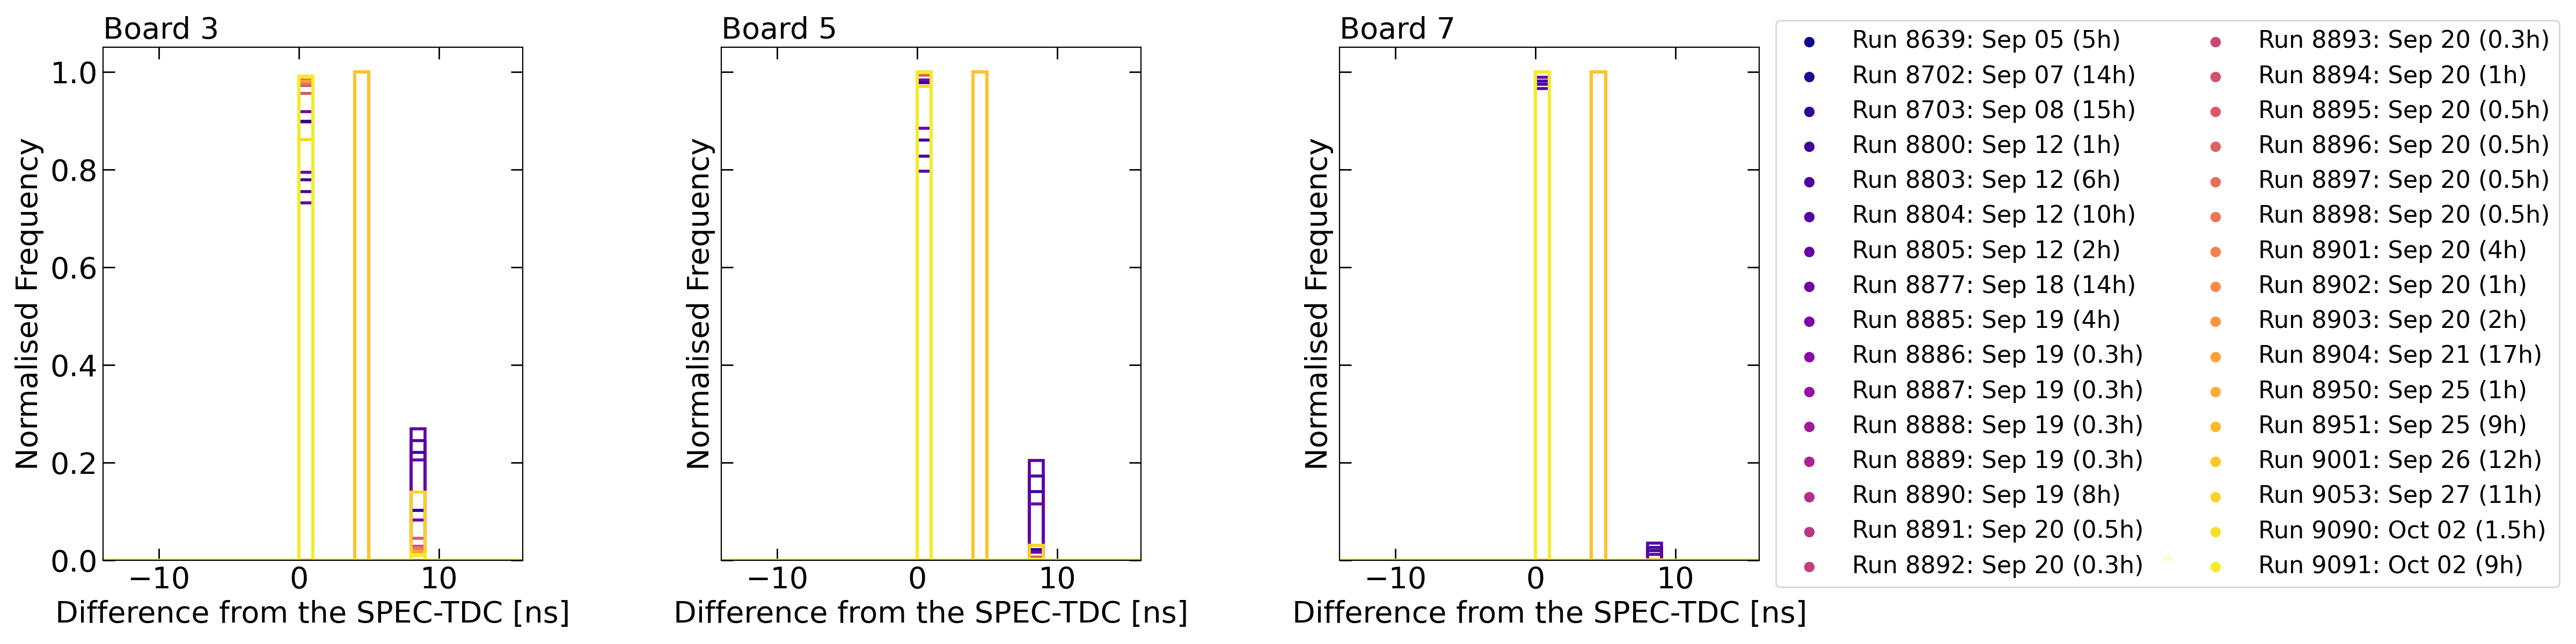 Board 3
Board 5
Board 7
Normalised Frequency
1.0
0.8
0.6
0.4
0.2
0.0
−10 0 10
Difference from the SPEC-TDC [ns]
Normalised Frequency
−10 0 10
Difference from the SPEC-TDC [ns]
Normalised Frequency
−10 0 10
Difference from the SPEC-TDC [ns]
Run 8639: Sep 05 (5h)
Run 8702: Sep 07 (14h)
Run 8703: Sep 08 (15h)
Run 8800: Sep 12 (1h)
Run 8803: Sep 12 (6h)
Run 8804: Sep 12 (10h)
Run 8805: Sep 12 (2h)
Run 8877: Sep 18 (14h)
Run 8885: Sep 19 (4h)
Run 8886: Sep 19 (0.3h)
Run 8887: Sep 19 (0.3h)
Run 8888: Sep 19 (0.3h)
Run 8889: Sep 19 (0.3h)
Run 8890: Sep 19 (8h)
Run 8891: Sep 20 (0.5h)
Run 8892: Sep 20 (0.3h)
Run 8893: Sep 20 (0.3h)
Run 8894: Sep 20 (1h)
Run 8895: Sep 20 (0.5h)
Run 8896: Sep 20 (0.5h)
Run 8897: Sep 20 (0.5h)
Run 8898: Sep 20 (0.5h)
Run 8901: Sep 20 (4h)
Run 8902: Sep 20 (1h)
Run 8903: Sep 20 (2h)
Run 8904: Sep 21 (17h)
Run 8950: Sep 25 (1h)
Run 8951: Sep 25 (9h)
Run 9001: Sep 26 (12h)
Run 9053: Sep 27 (11h)
Run 9090: Oct 02 (1.5h)
Run 9091: Oct 02 (9h)